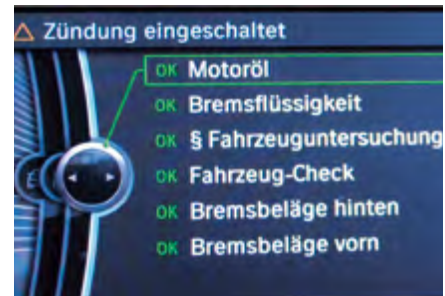 Zündung eingeschaltet
OK Motoröl
OK Bremsflüssigkeit
OK § Fahrzeuguntersuchung
OK Fahrzeug-Check
OK Bremsbeläge hinten
OK Bremsbeläge vorn